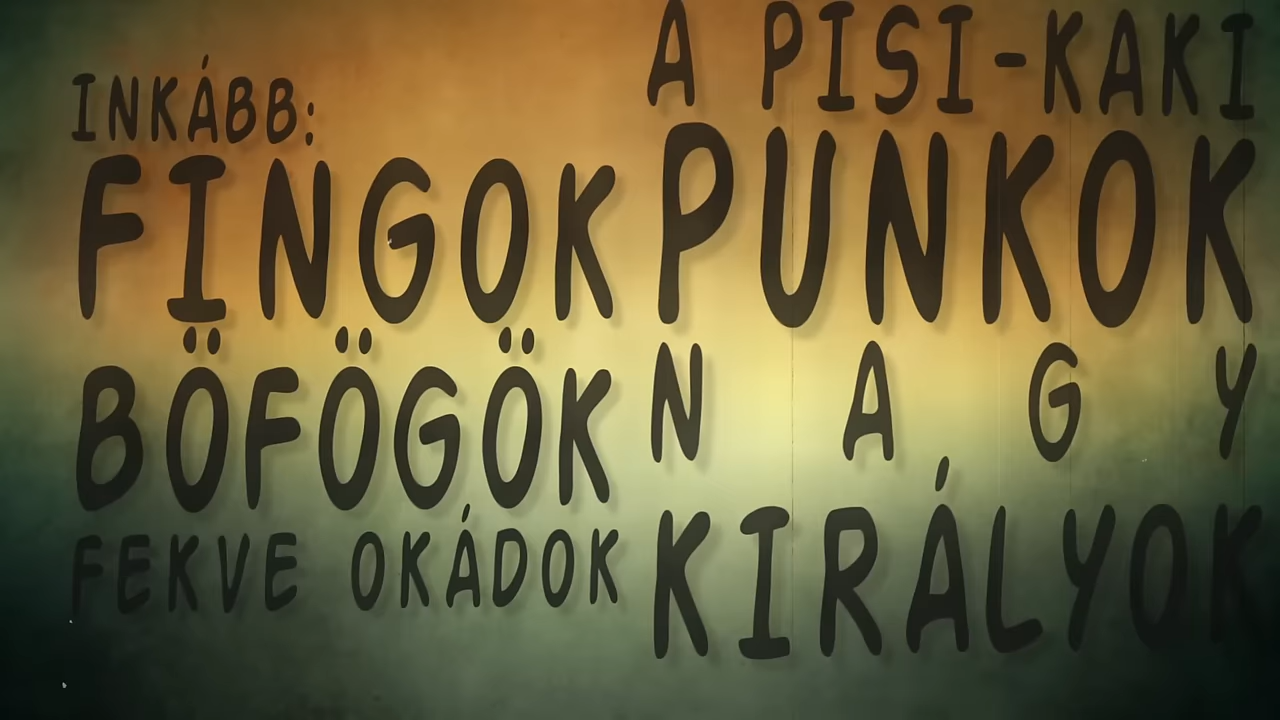 INKÁBB:
FINGOK
BÖFÖGÖK
FEKVE OKÁDOK
A PISI-KAKI
PUNKOK
NAGY
KIRÁLYOK